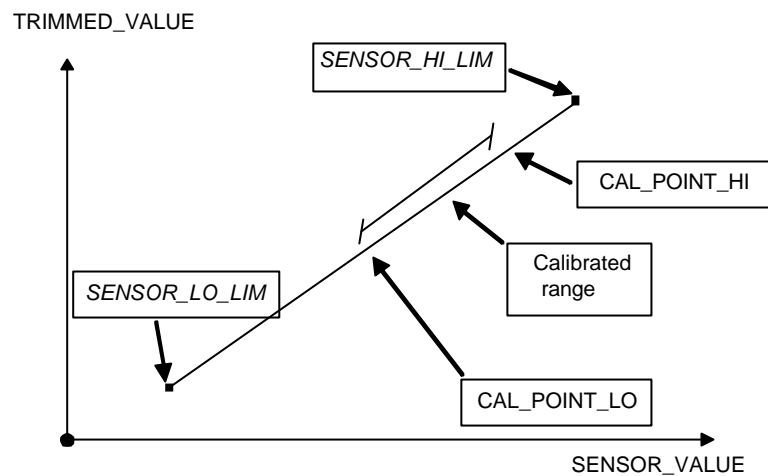 TRIMMED_VALUE
SENSOR_HI_LIM
CAL_POINT_HI
Calibrated
range
SENSOR_LO_LIM
CAL_POINT_LO
SENSOR_VALUE